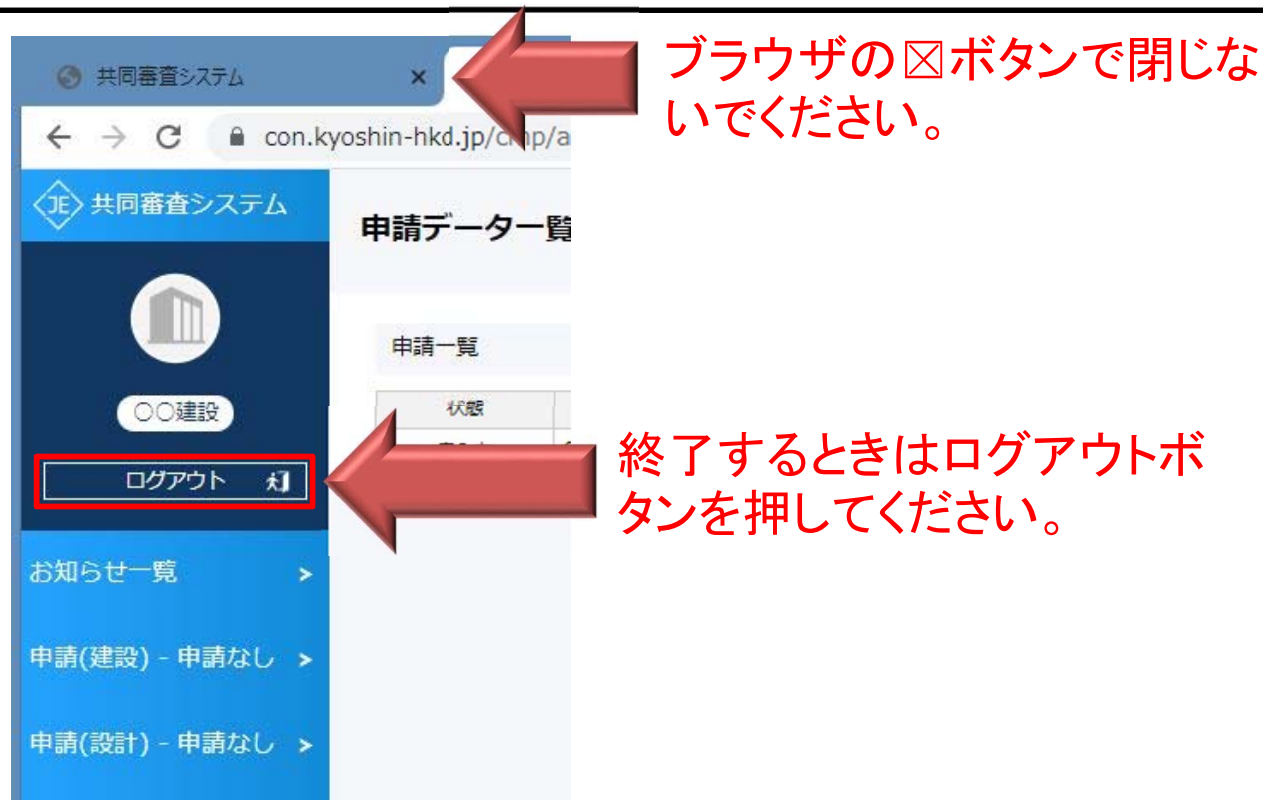 共同審査システム ×
ブラウザの☒ボタンで閉じな
いでください。
con.kyoshin-hkd.jp/cmp/a
JE 共同審査システム
申請データ一覧
申請一覧
〇〇建設
状態
ログアウト
終了するときはログアウトボ
タンを押してください。
お知らせ一覧 >
申請(建設) - 申請なし >
申請(設計) - 申請なし >